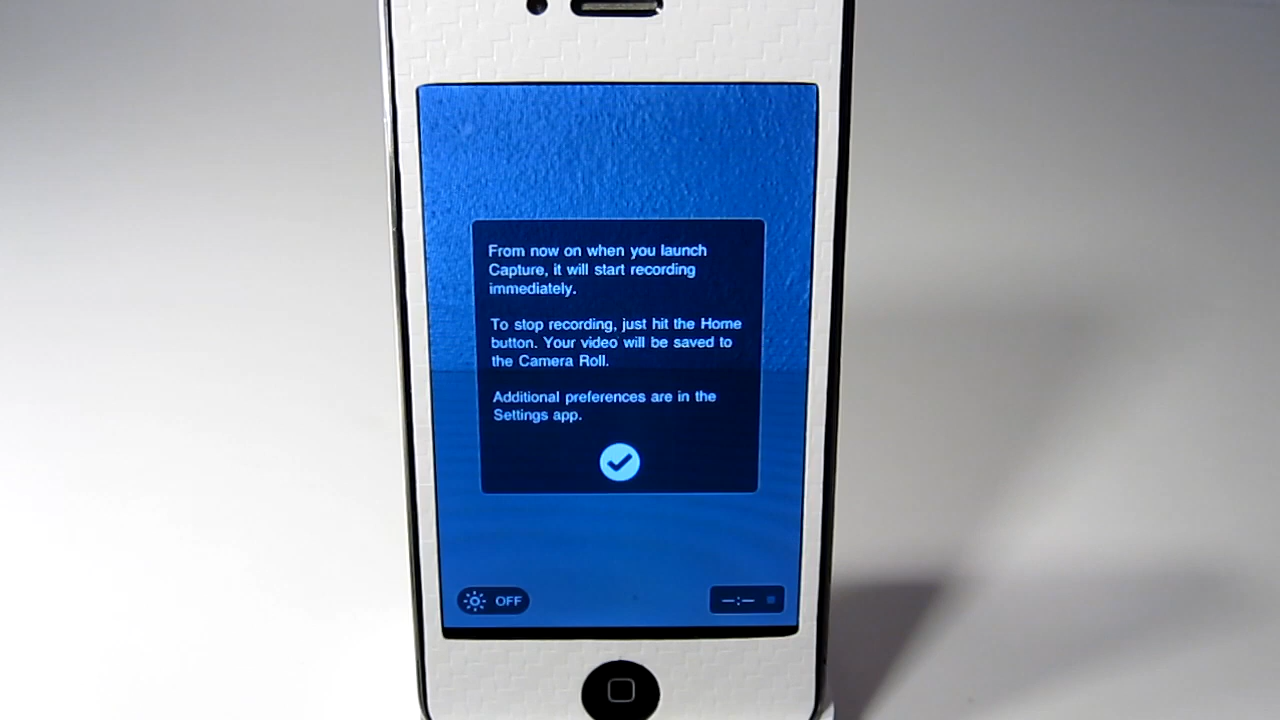 From now on when you launch
Capture, it will start recording
immediately.
To stop recording, just hit the Home
button. Your video will be saved to
the Camera Roll.
Additional preferences are in the
Settings app.
OFF
--:--